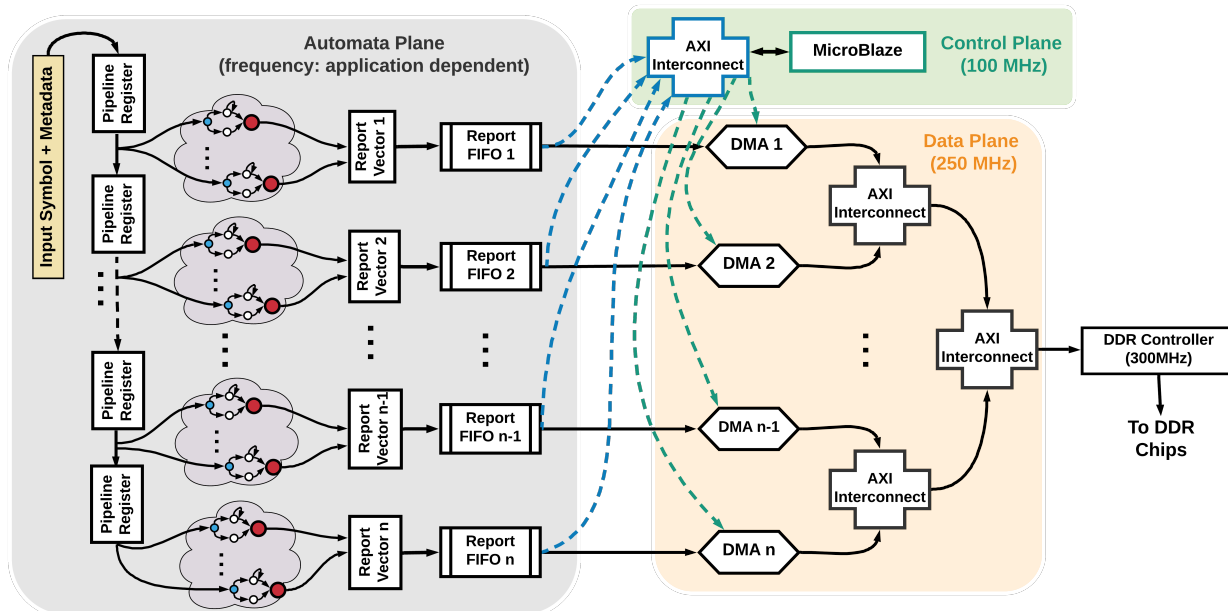 Automata Plane
(frequency: application dependent)
Input Symbol + Metadata
Pipeline
Register
Pipeline
Register
Pipeline
Register
Pipeline
Register
Report
Vector 1
Report
Vector 2
Report
Vector n-1
Report
Vector n
Report
FIFO 1
Report
FIFO 2
Report
FIFO n-1
Report
FIFO n
AXI
Interconnect
MicroBlaze
Control Plane
(100 MHz)
Data Plane
(250 MHz)
DMA 1
DMA 2
DMA n-1
DMA n
AXI
Interconnect
AXI
Interconnect
AXI
Interconnect
DDR Controller
(300MHz)
To DDR
Chips